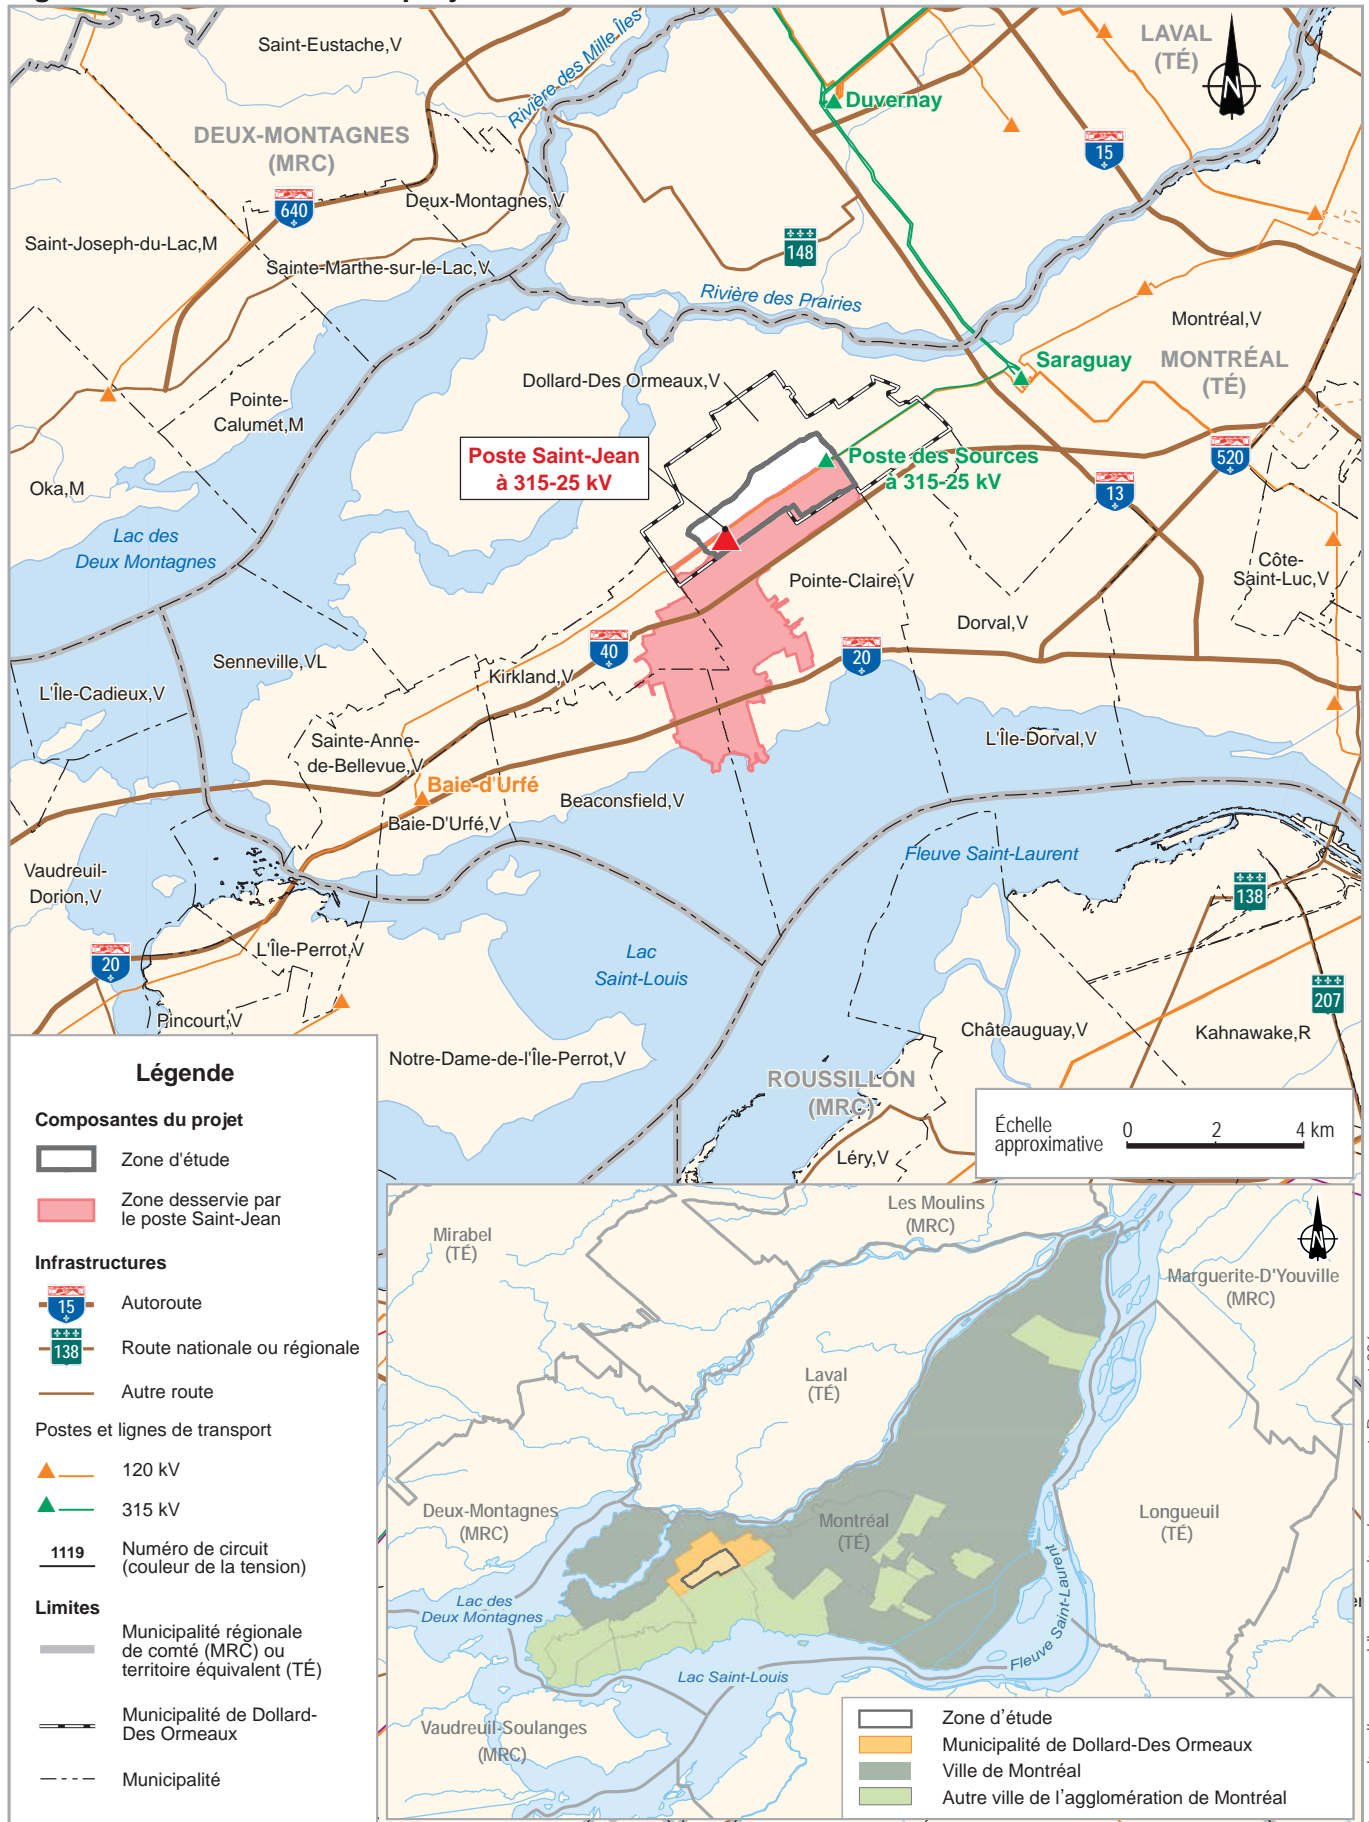 Saint-Eustache,V
Rivière des Mille Îles
LAVAL
(TÉ)
N
Duvernay
DEUX-MONTAGNES
(MRC)
15
640
Deux-Montagnes,V
Saint-Joseph-du-Lac,M
148
Sainte-Marthe-sur-le-Lac,V
Rivière des Prairies
Montréal,V
Saraguay
MONTRÉAL
(TÉ)
Dollard-Des Ormeaux,V
Pointe-
Calumet,M
Poste Saint-Jean
à 315-25 kV
Poste des Sources
à 315-25 kV
520
Oka,M
13
Lac des
Deux Montagnes
Côte-
Saint-Luc,V
Pointe-Claire,V
Dorval,V
40
20
Senneville,VL
Kirkland,V
L'Île-Cadieux,V
Sainte-Anne-
de-Bellevue,V
L'Île-Dorval,V
Baie-d'Urfé
Beaconsfield,V
Baie-D'Urfé,V
Fleuve Saint-Laurent
Vaudreuil-
Dorion,V
138
L'Île-Perrot,V
Lac
Saint-Louis
20
207
Pincourt,V
Châteauguay,V
Kahnawake,R
Notre-Dame-de-l'Île-Perrot,V
ROUSSILLON
(MRC)
Léry,V
Échelle
approximative
0 2 4 km
Légende
Composantes du projet
Zone d'étude
Zone desservie par
le poste Saint-Jean
Infrastructures
15 Autoroute
138 Route nationale ou régionale
Autre route
Postes et lignes de transport
120 kV
315 kV
1119 Numéro de circuit
(couleur de la tension)
Limites
Municipalité régionale
de comté (MRC) ou
territoire équivalent (TÉ)
Municipalité de Dollard-
Des Ormeaux
Municipalité
Les Moulins
(MRC)
Mirabel
(TÉ)
N
Marguerite-D'Youville
(MRC)
Laval
(TÉ)
Deux-Montagnes
(MRC)
Montréal
(TÉ)
Longueuil
(TÉ)
Lac des
Deux Montagnes
Fleuve Saint-Laurent
Lac Saint-Louis
Vaudreuil-Soulanges
(MRC)
Zone d'étude
Municipalité de Dollard-Des Ormeaux
Ville de Montréal
Autre ville de l'agglomération de Montréal